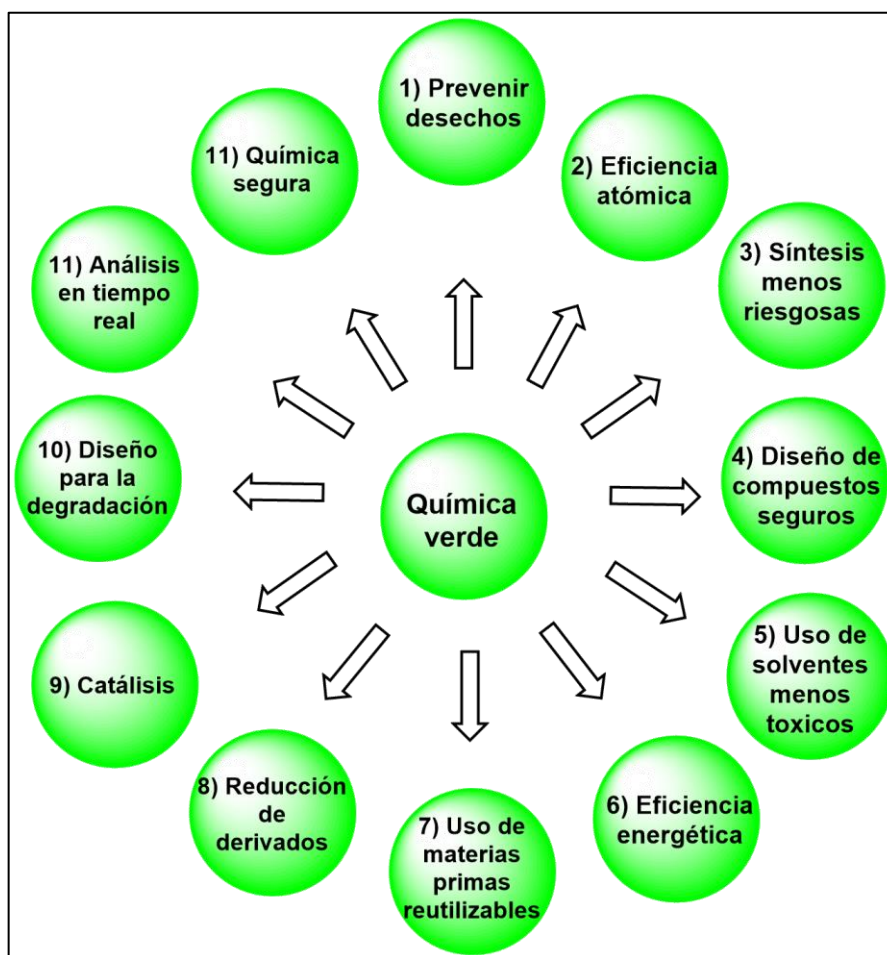 1) Prevenir
desechos
2) Eficiencia
atómica
3) Síntesis
menos
riesgosas
4) Diseño de
compuestos
seguros
5) Uso de
solventes
menos
toxicos
6) Eficiencia
energética
7) Uso de
materias
primas
reutilizables
8) Reducción
de
derivados
9) Catálisis
10) Diseño
para la
degradación
11) Análisis
en tiempo
real
11) Química
segura
Química
verde